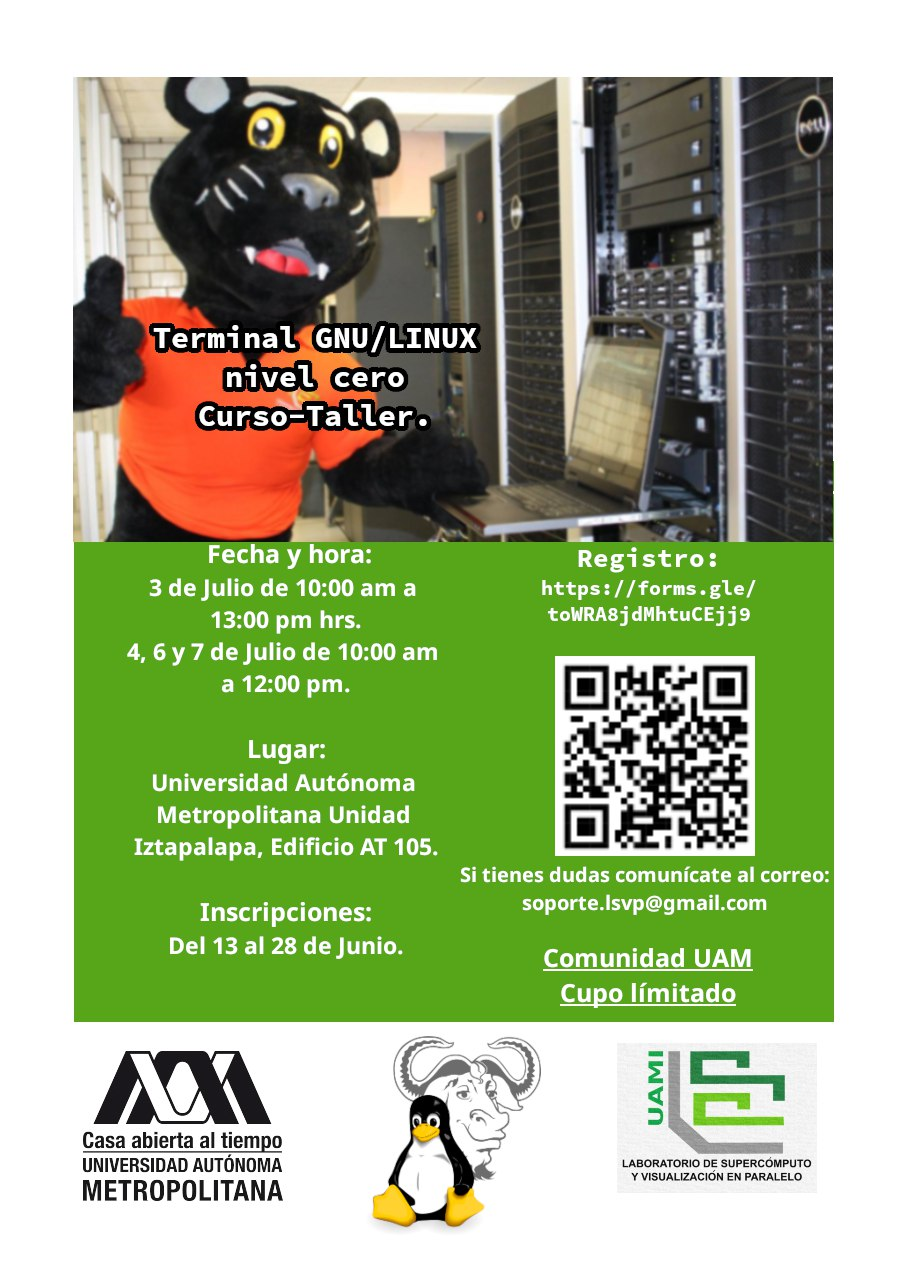 DELL
Terminal GNU/LINUX
nivel cero
Curso-Taller.
Fecha y hora:
3 de Julio de 10:00 am a
13:00 pm hrs.
4, 6 y 7 de Julio de 10:00 am
a 12:00 pm.
Lugar:
Universidad Autónoma
Metropolitana Unidad
Iztapalapa, Edificio AT 105.
Inscripciones:
Del 13 al 28 de Junio.
Registro:
https://forms.gle/
toWRA8jdMhtuCEjj9
Si tienes dudas comunícate al correo:
soporte.lsvp@gmail.com
Comunidad UAM
Cupo límitado
Casa abierta al tiempo
UNIVERSIDAD AUTÓNOMA
METROPOLITANA
UAMI
LABORATORIO DE SUPERCÓMPUTO
Y VISUALIZACIÓN EN PARALELO